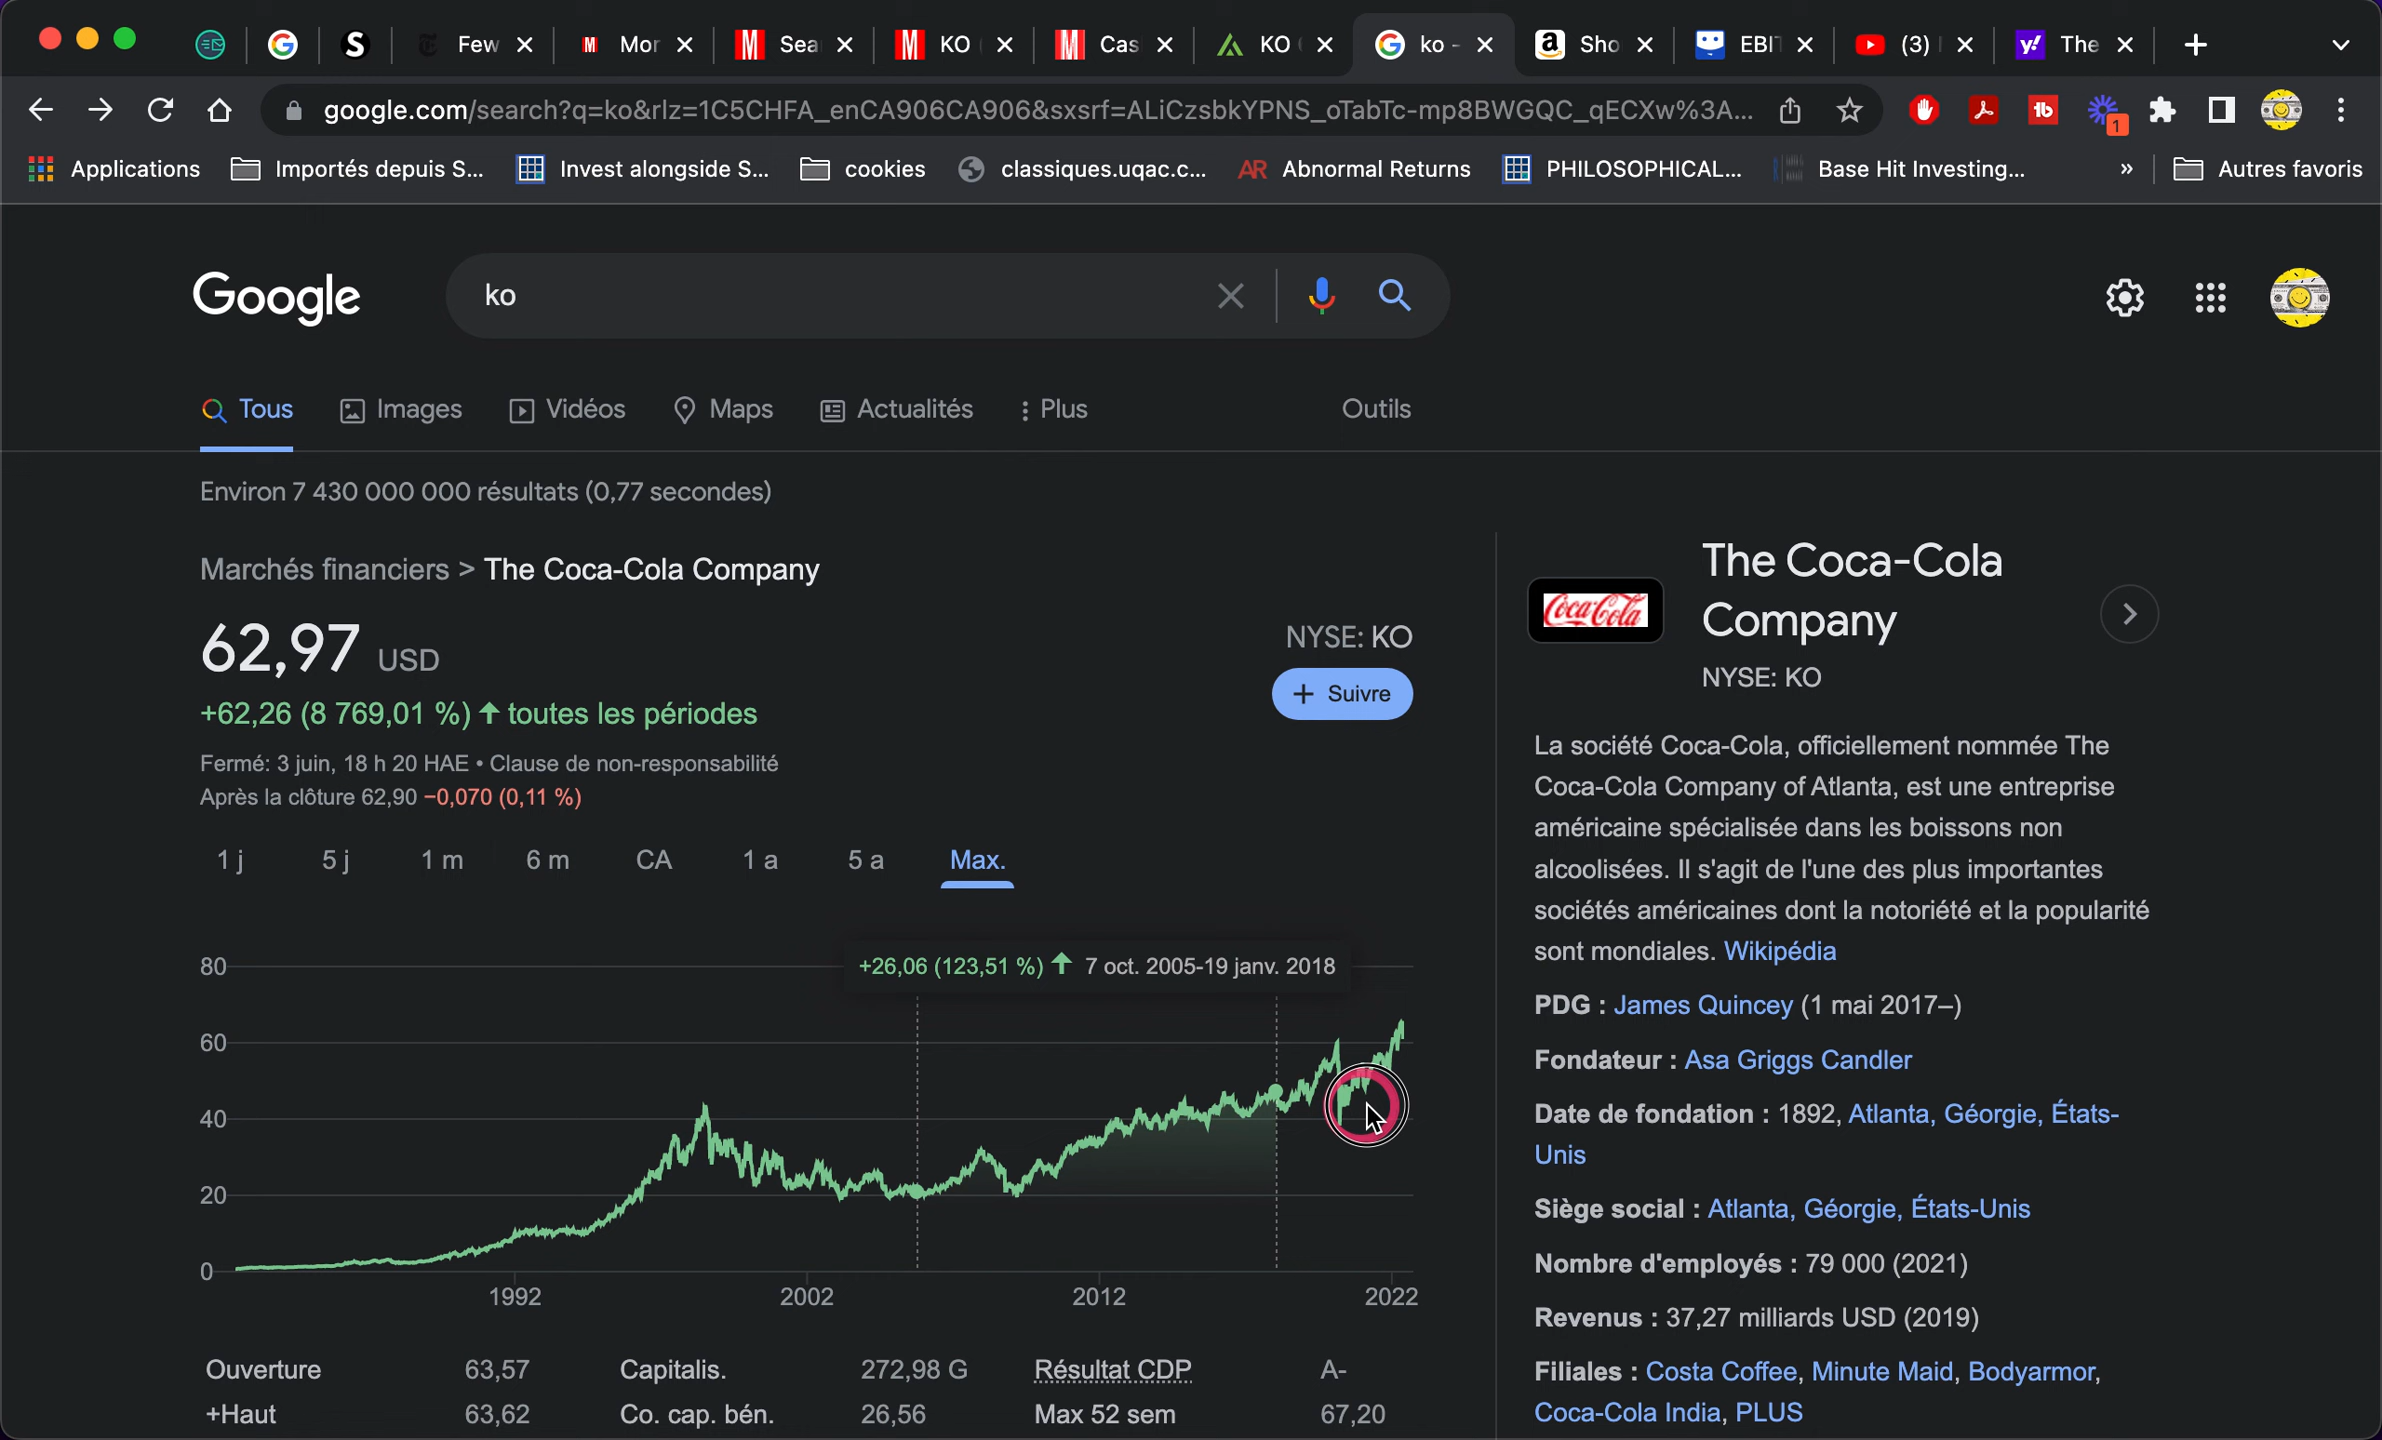 Few
Mor
Sea
KO
Cas
KO
ko -
Sho
EBIT
(3)
The
google.com/search?q=ko&rlz=1C5CHFA_enCA906CA906&sxsrf=ALiCzsbkYPNS_oTabTc-mp8BWGQC_qECXw%3A...
1
Applications
Importés depuis S...
Invest alongside S...
cookies
classiques.uqac.c...
AR Abnormal Returns
PHILOSOPHICAL...
Base Hit Investing...
»
Autres favoris
Google
ko
Tous
Images
Vidéos
Maps
Actualités
Plus
Outils
Environ 7 430 000 000 résultats (0,77 secondes)
Marchés financiers > The Coca-Cola Company
62,97 USD
NYSE: KO
+62,26 (8 769,01 %) ↑ toutes les périodes
+ Suivre
Fermé: 3 juin, 18 h 20 HAE • Clause de non-responsabilité
Après la clôture 62,90 −0,070 (0,11 %)
1 j
5 j
1 m
6 m
CA
1 a
5 a
Max.
+26,06 (123,51 %) ↑ 7 oct. 2005-19 janv. 2018
80
60
40
20
0
1992
2002
2012
2022
Ouverture 63,57 Capitalis. 272,98 G Résultat CDP A-
+Haut 63,62 Co. cap. bén. 26,56 Max 52 sem 67,20
Coca-Cola
The Coca-Cola
Company
NYSE: KO
La société Coca-Cola, officiellement nommée The
Coca-Cola Company of Atlanta, est une entreprise
américaine spécialisée dans les boissons non
alcoolisées. Il s'agit de l'une des plus importantes
sociétés américaines dont la notoriété et la popularité
sont mondiales. Wikipédia
PDG : James Quincey (1 mai 2017–)
Fondateur : Asa Griggs Candler
Date de fondation : 1892, Atlanta, Géorgie, États-
Unis
Siège social : Atlanta, Géorgie, États-Unis
Nombre d'employés : 79 000 (2021)
Revenus : 37,27 milliards USD (2019)
Filiales : Costa Coffee, Minute Maid, Bodyarmor,
Coca-Cola India, PLUS